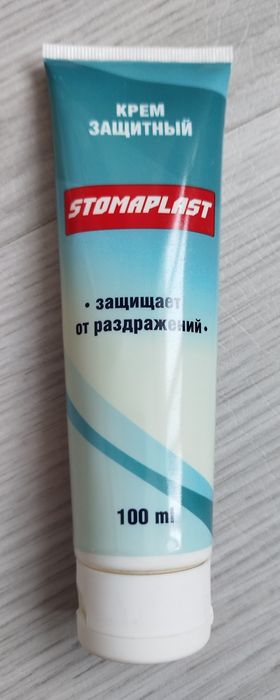 КРЕМ
ЗАЩИТНЫЙ
STOMAPLAST
• защищает
от раздражений •
100 ml